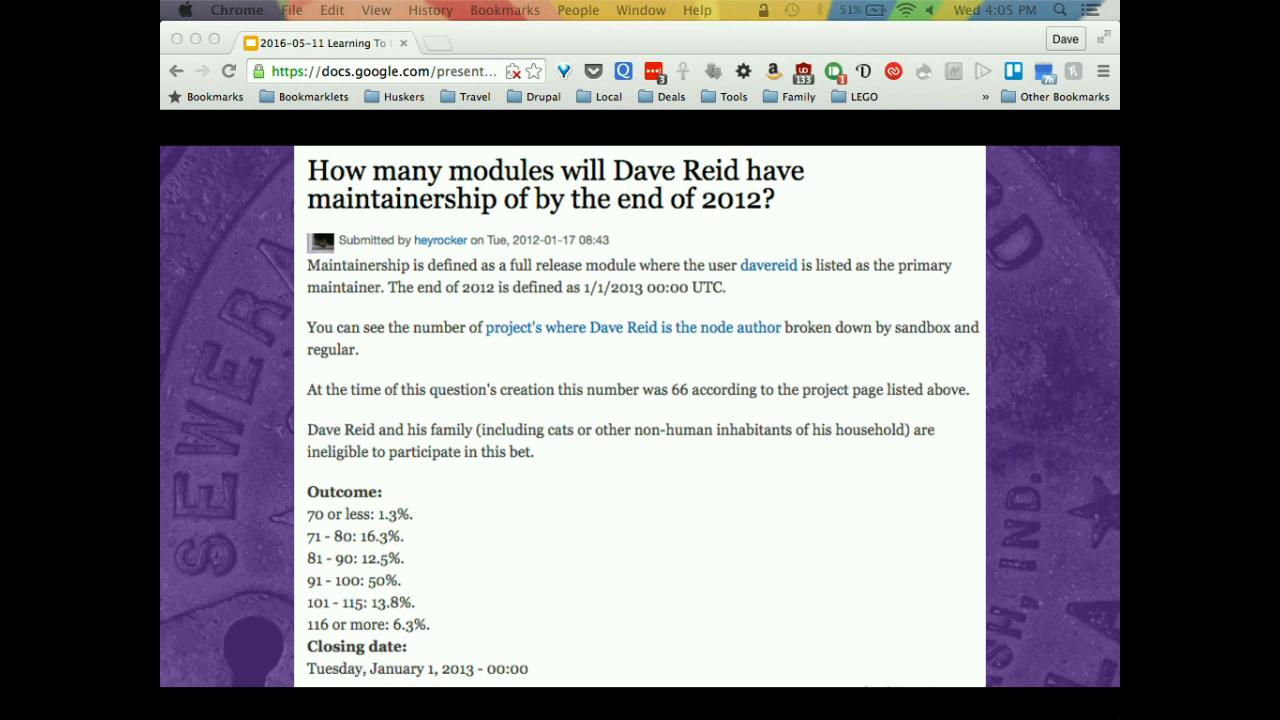 Chrome File Edit View History Bookmarks People Window Help 51% Wed 4:05 PM
2016-05-11 Learning To
Dave
https://docs.google.com/present...
3 133 1 7h
Bookmarks Bookmarklets Huskers Travel Drupal Local Deals Tools Family LEGO » Other Bookmarks
How many modules will Dave Reid have
maintainership of by the end of 2012?
Submitted by heyrocker on Tue, 2012-01-17 08:43
Maintainership is defined as a full release module where the user davereid is listed as the primary
maintainer. The end of 2012 is defined as 1/1/2013 00:00 UTC.
You can see the number of project's where Dave Reid is the node author broken down by sandbox and
regular.
At the time of this question's creation this number was 66 according to the project page listed above.
Dave Reid and his family (including cats or other non-human inhabitants of his household) are
ineligible to participate in this bet.
Outcome:
70 or less: 1.3%.
71 - 80: 16.3%.
81 - 90: 12.5%.
91 - 100: 50%.
101 - 115: 13.8%.
116 or more: 6.3%.
Closing date:
Tuesday, January 1, 2013 - 00:00
SEWER
IND.